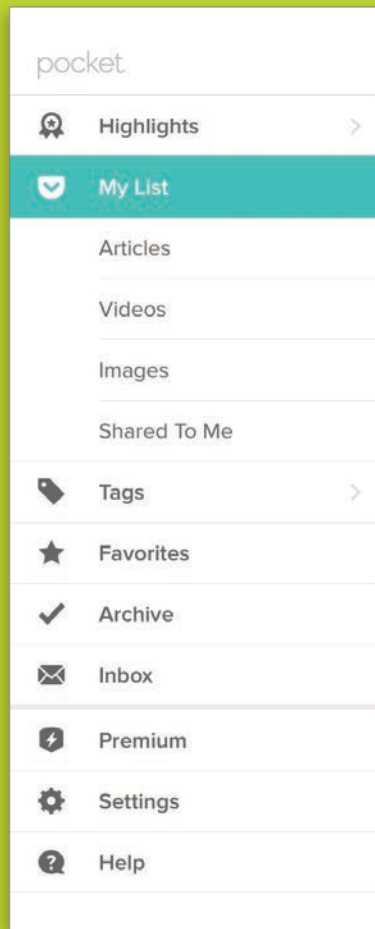 pocket
Highlights
My List
Articles
Videos
Images
Shared To Me
Tags
Favorites
Archive
Inbox
Premium
Settings
Help